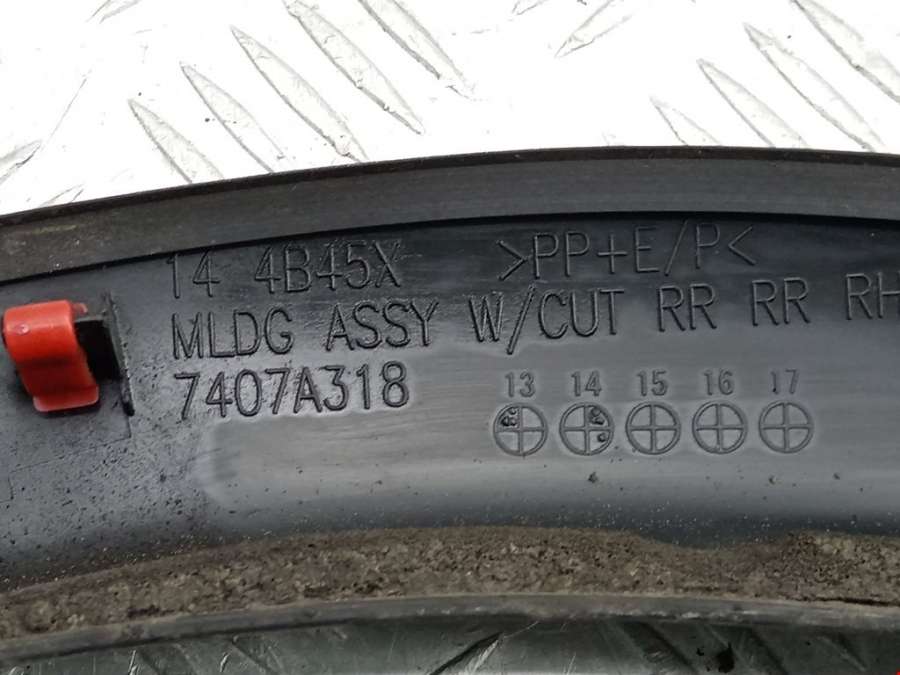 14 4B45X >PP+E/P<
MLDG ASSY W/CUT RR RR RH
7407A318
13 14 15 16 17